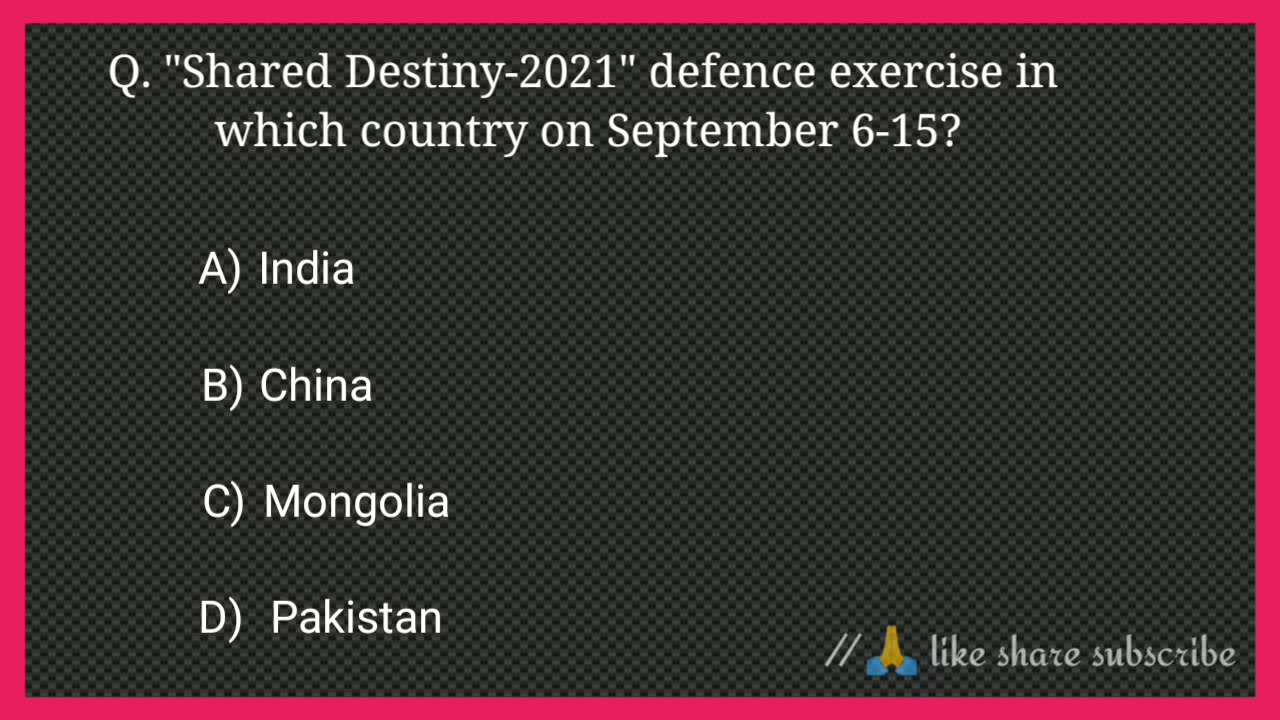 Q. "Shared Destiny-2021" defence exercise in
which country on September 6-15?
A) India
B) China
C) Mongolia
D) Pakistan
// 🙏 like share subscribe